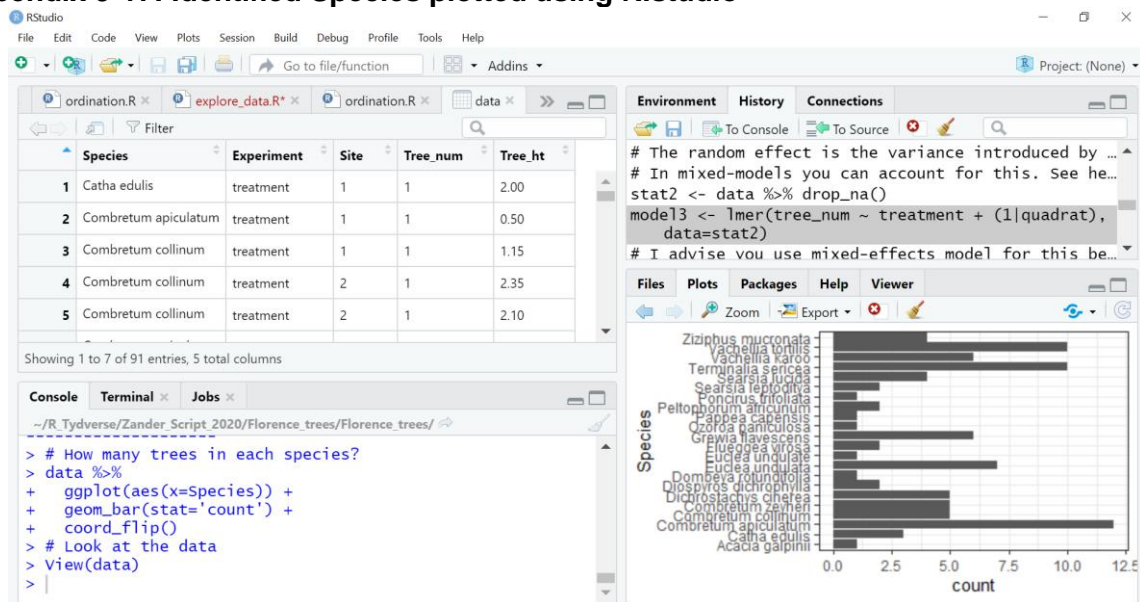 RStudio
File Edit Code View Plots Session Build Debug Profile Tools Help
Go to file/function Addins Project: (None)
ordination.R explore_data.R* ordination.R data
Filter
Species Experiment Site Tree_num Tree_ht
1 Catha edulis treatment 1 1 2.00
2 Combretum apiculatum treatment 1 1 0.50
3 Combretum collinum treatment 1 1 1.15
4 Combretum collinum treatment 2 1 2.35
5 Combretum collinum treatment 2 1 2.10
Showing 1 to 7 of 91 entries, 5 total columns
Console Terminal Jobs
~/R_Tydverse/Zander_Script_2020/Florence_trees/Florence_trees/
> # How many trees in each species?
> data %>%
+ ggplot(aes(x=Species)) +
+ geom_bar(stat='count') +
+ coord_flip()
> # Look at the data
> View(data)
>
Environment History Connections
To Console To Source
# The random effect is the variance introduced by …
# In mixed-models you can account for this. See he…
stat2 <- data %>% drop_na()
model3 <- lmer(tree_num ~ treatment + (1|quadrat),
data=stat2)
# I advise you use mixed-effects model for this be…
Files Plots Packages Help Viewer
Zoom Export
Species
Ziziphus mucronata
Vachellia tortilis
Vachellia karoo
Terminalia sericea
Searsia lucida
Searsia leptoditya
Poncirus trifoliata
Peltophorum africunum
Pappea capensis
Ozoroa paniculosa
Grewia flavescens
Flueggea virosa
Euclea undulate
Euclea undulata
Dombeya rotundifolia
Diospyros dichrophylla
Dichrostachys cinerea
Combretum zeyheri
Combretum collinum
Combretum apiculatum
Catha edulis
Acacia galpinii
0.0 2.5 5.0 7.5 10.0 12.5
count